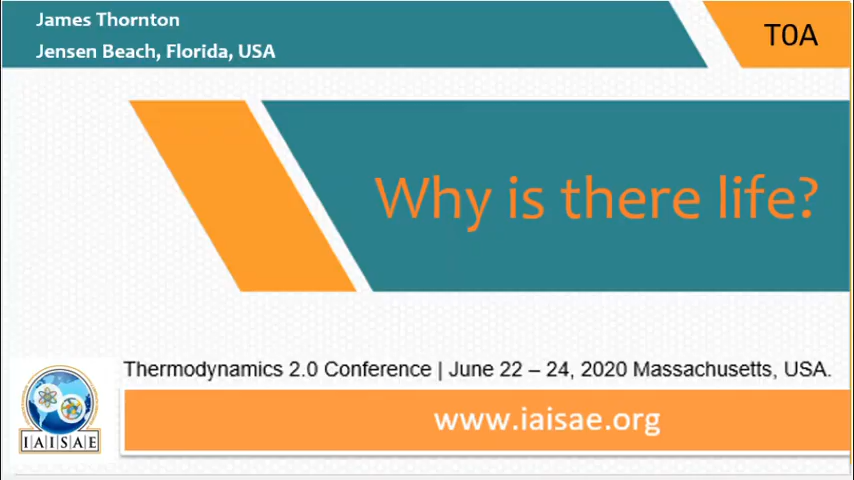 James Thornton
Jensen Beach, Florida, USA
TOA
Why is there life?
Thermodynamics 2.0 Conference | June 22 – 24, 2020 Massachusetts, USA.
IAISAE
www.iaisae.org